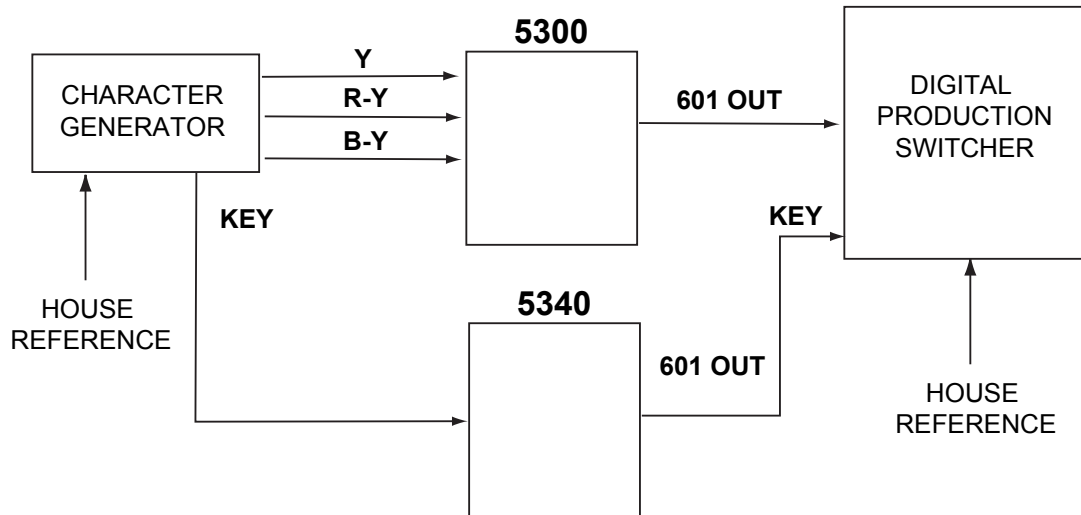 5300
Y
R-Y
B-Y
CHARACTER
GENERATOR
601 OUT
DIGITAL
PRODUCTION
SWITCHER
KEY
KEY
HOUSE
REFERENCE
5340
601 OUT
HOUSE
REFERENCE